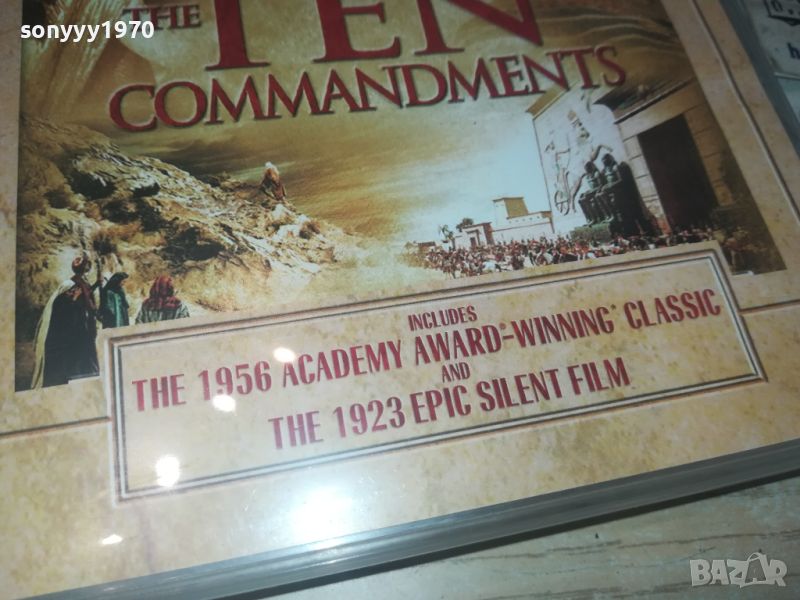 sonyyy1970
THE TEN
COMMANDMENTS
INCLUDES
THE 1956 ACADEMY AWARD®-WINNING* CLASSIC
AND
THE 1923 EPIC SILENT FILM
BAZAR